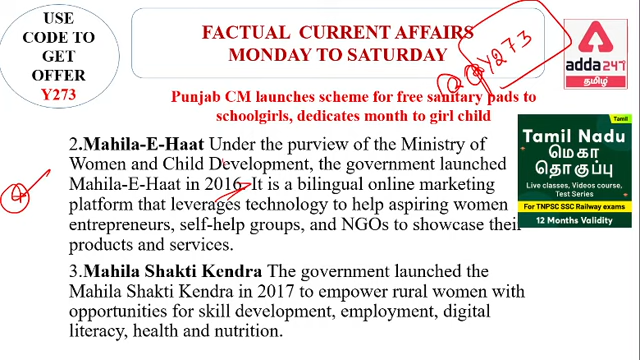 USE
CODE TO
GET
OFFER
Y273
FACTUAL CURRENT AFFAIRS
MONDAY TO SATURDAY
Y273
adda247
தமிழ்
Punjab CM launches scheme for free sanitary pads to
schoolgirls, dedicates month to girl child
2.Mahila-E-Haat Under the purview of the Ministry of
Women and Child Development, the government launched
Mahila-E-Haat in 2016. It is a bilingual online marketing
platform that leverages technology to help aspiring women
entrepreneurs, self-help groups, and NGOs to showcase their
products and services.
3.Mahila Shakti Kendra The government launched the
Mahila Shakti Kendra in 2017 to empower rural women with
opportunities for skill development, employment, digital
literacy, health and nutrition.
Tamil
Tamil Nadu
மெகா
தொகுப்பு
Live classes, Videos course,
Test Series
For TNPSC SSC Railway exams
12 Months Validity